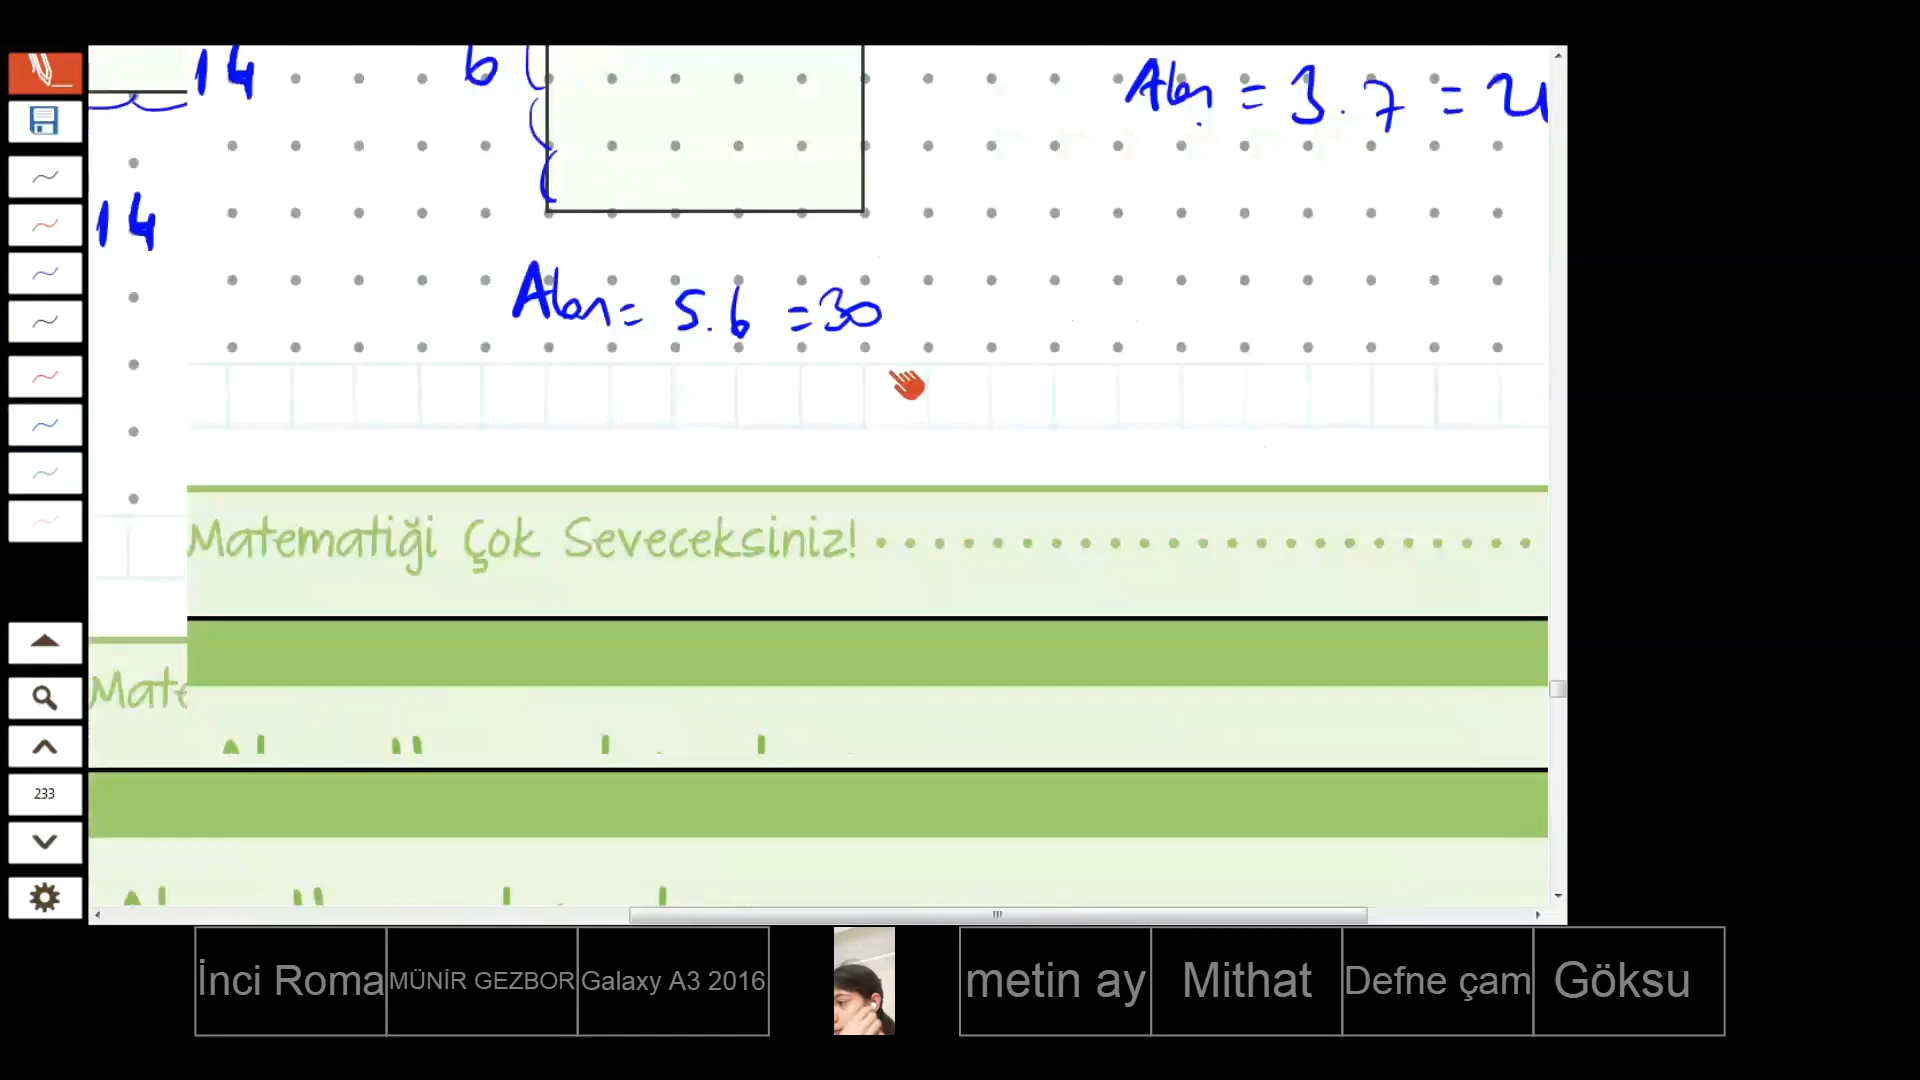 14
6
Alan = 3.7 = 21
14
Alan = 5.6 = 30
Matematiği Çok Seveceksiniz!
Mate
233
İnci Roma
MÜNİR GEZBOR
Galaxy A3 2016
metin ay
Mithat
Defne çam
Göksu